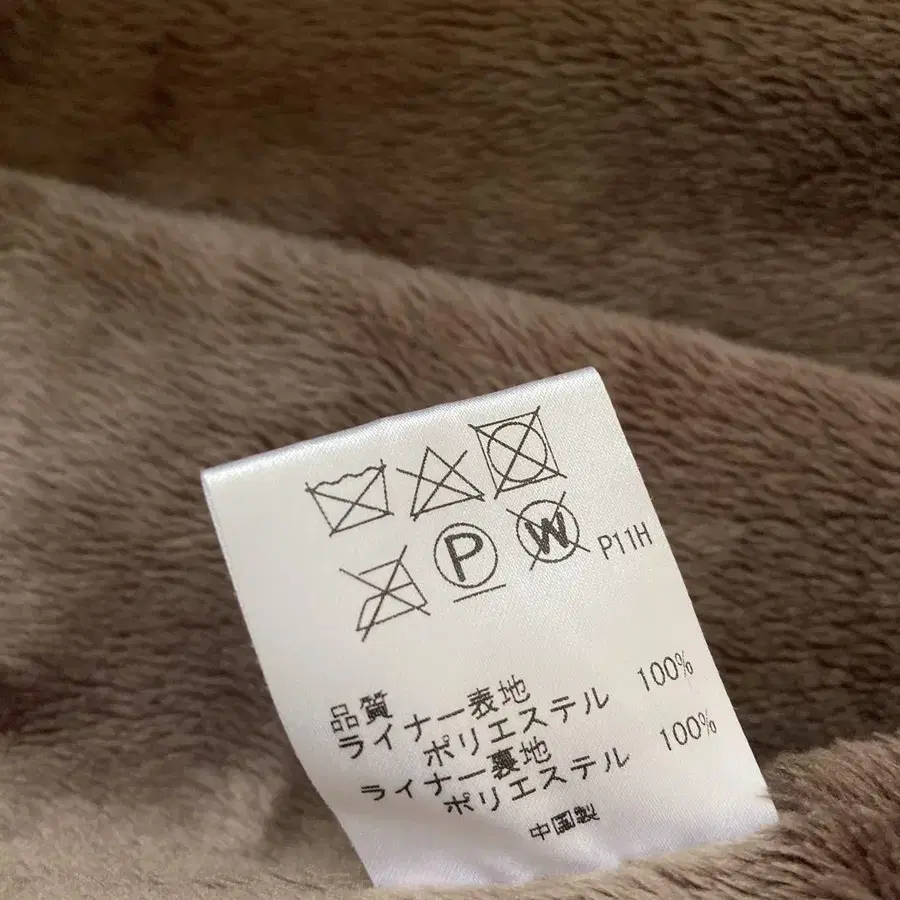 P
W
P11H
品質
ライナー表地
ポリエステル 100%
ライナー裏地
ポリエステル 100%
中国製